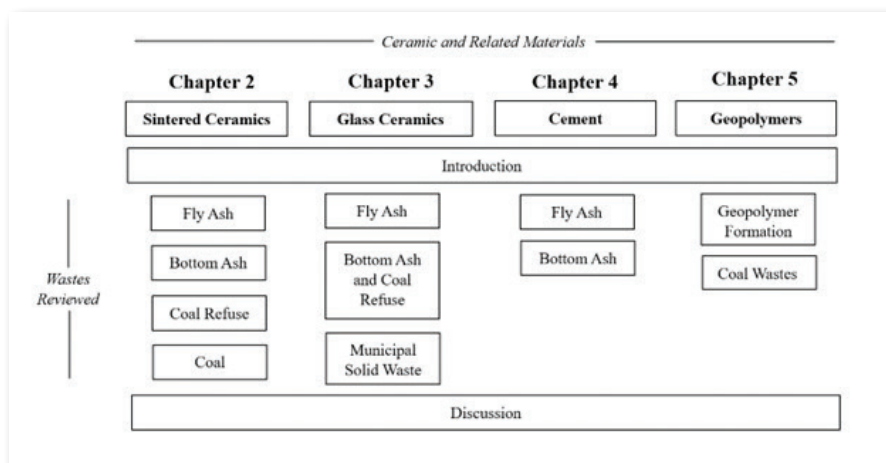 Ceramic and Related Materials
Chapter 2
Chapter 3
Chapter 4
Chapter 5
Sintered Ceramics
Glass Ceramics
Cement
Geopolymers
Introduction
Wastes
Reviewed
Fly Ash
Bottom Ash
Coal Refuse
Coal
Fly Ash
Bottom Ash
and Coal
Refuse
Municipal
Solid Waste
Fly Ash
Bottom Ash
Geopolymer
Formation
Coal Wastes
Discussion